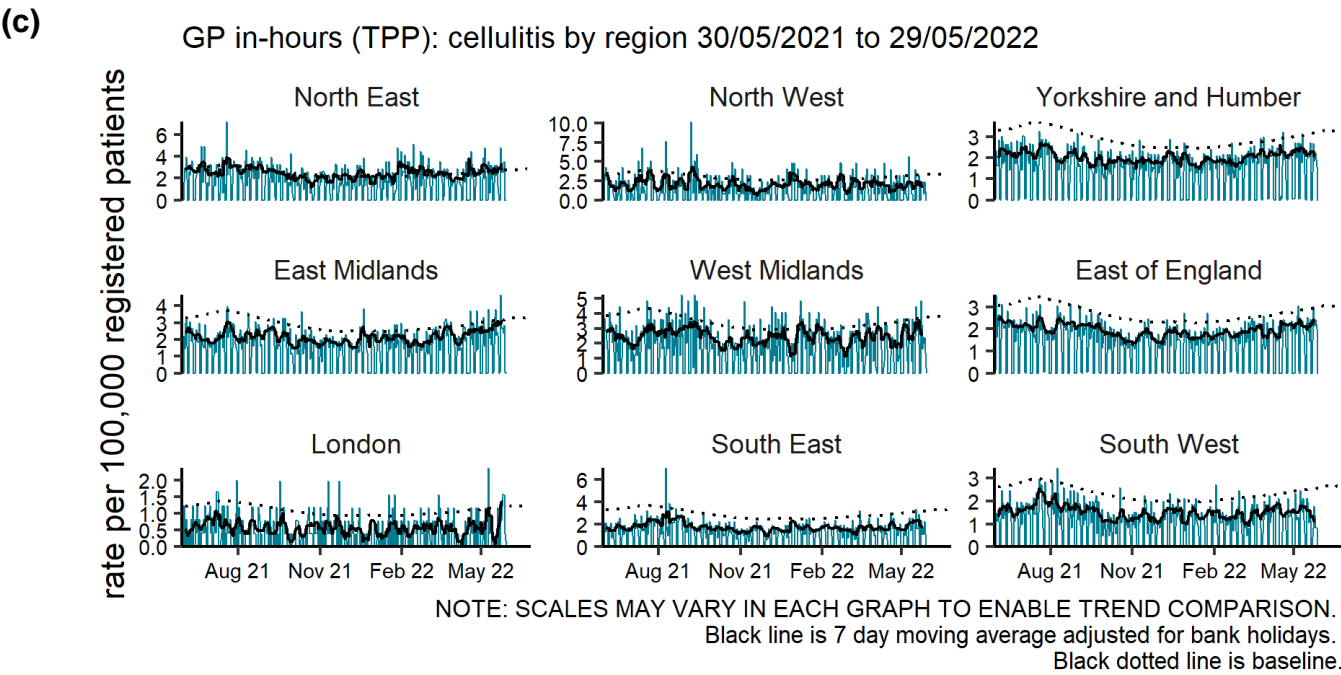 (c)
GP in-hours (TPP): cellulitis by region 30/05/2021 to 29/05/2022
rate per 100,000 registered patients
North East
6
4
2
0
North West
10.0
7.5
5.0
2.5
0.0
Yorkshire and Humber
3
2
1
0
East Midlands
4
3
2
1
0
West Midlands
5
4
3
2
1
0
East of England
3
2
1
0
London
2.0
1.5
1.0
0.5
0.0
South East
6
4
2
0
South West
3
2
1
0
Aug 21 Nov 21 Feb 22 May 22
Aug 21 Nov 21 Feb 22 May 22
Aug 21 Nov 21 Feb 22 May 22
NOTE: SCALES MAY VARY IN EACH GRAPH TO ENABLE TREND COMPARISON.
Black line is 7 day moving average adjusted for bank holidays.
Black dotted line is baseline.